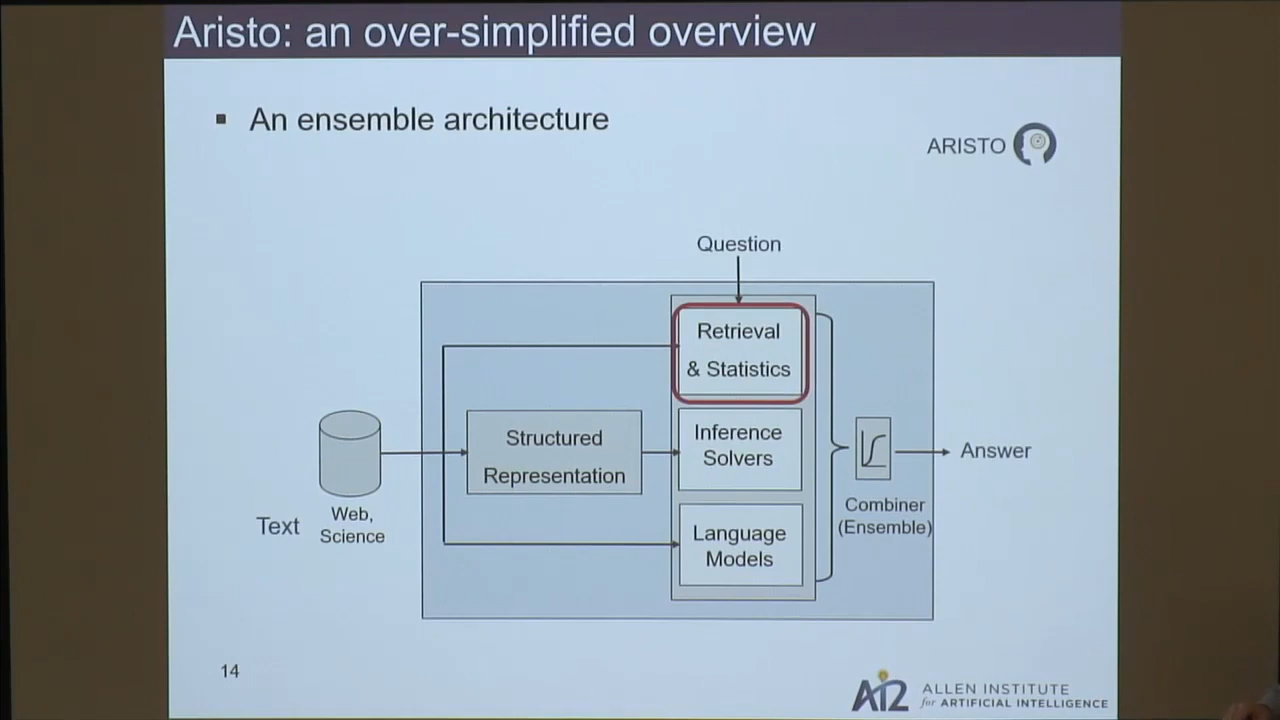 Aristo: an over-simplified overview
▪ An ensemble architecture
ARISTO
Question
Retrieval
& Statistics
Structured
Representation
Inference
Solvers
Answer
Text
Web,
Science
Combiner
(Ensemble)
Language
Models
14
AI2
ALLEN INSTITUTE
for ARTIFICIAL INTELLIGENCE